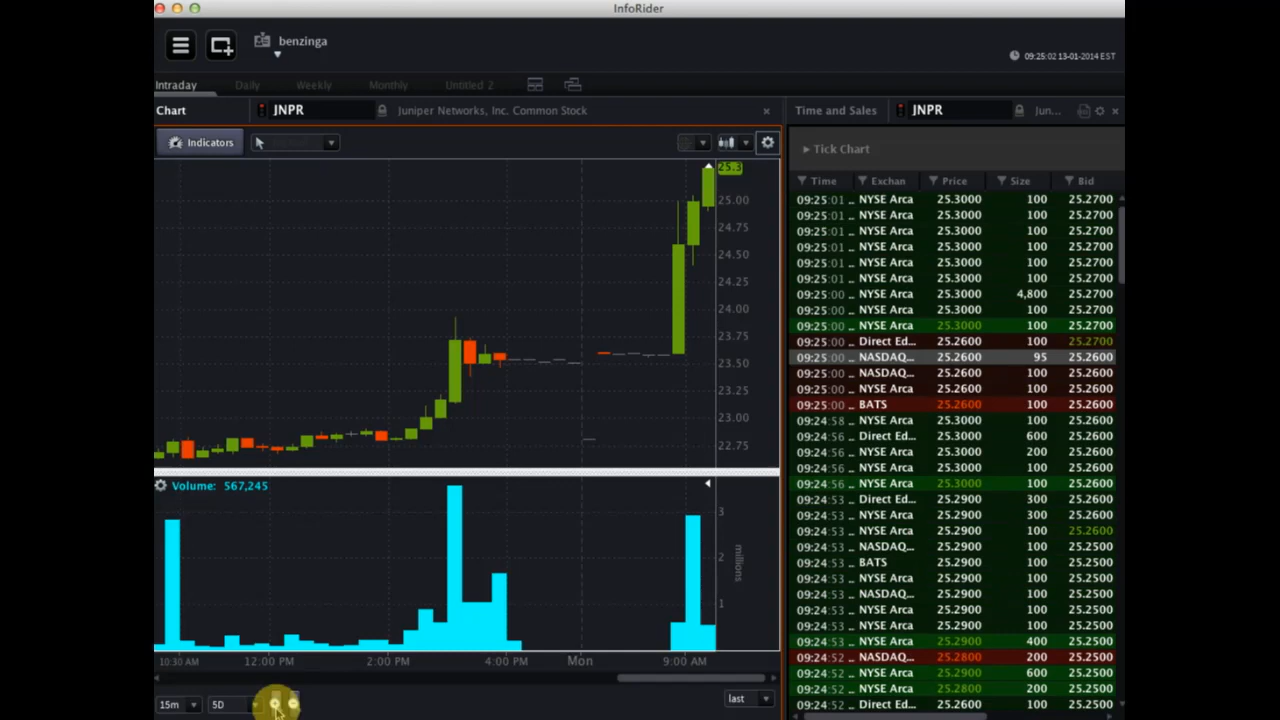 InfoRider
benzinga
09:25:02 13-01-2014 EST
Intraday Daily Weekly Monthly Untitled 2
Chart JNPR Juniper Networks, Inc. Common Stock ×
Time and Sales JNPR Jun... ×
Indicators
Tick Chart
25.3
25.00
24.75
24.50
24.25
24.00
23.75
23.50
23.25
23.00
22.75
Volume: 567,245
3
2
1
millions
10:30 AM 12:00 PM 2:00 PM 4:00 PM Mon 9:00 AM
15m 5D last
Time Exchan Price Size Bid
09:25:01 .. NYSE Arca 25.3000 100 25.2700
09:25:01 .. NYSE Arca 25.3000 100 25.2700
09:25:01 .. NYSE Arca 25.3000 100 25.2700
09:25:01 .. NYSE Arca 25.3000 100 25.2700
09:25:01 .. NYSE Arca 25.3000 100 25.2700
09:25:01 .. NYSE Arca 25.3000 100 25.2700
09:25:00 .. NYSE Arca 25.3000 4,800 25.2700
09:25:00 .. NYSE Arca 25.3000 100 25.2700
09:25:00 .. NYSE Arca 25.3000 100 25.2700
09:25:00 .. Direct Ed... 25.2600 100 25.2700
09:25:00 .. NASDAQ... 25.2600 95 25.2600
09:25:00 .. NASDAQ... 25.2600 100 25.2600
09:25:00 .. NYSE Arca 25.2600 100 25.2600
09:25:00 .. BATS 25.2600 100 25.2600
09:24:58 .. NYSE Arca 25.3000 100 25.2600
09:24:56 .. Direct Ed... 25.3000 600 25.2600
09:24:56 .. NYSE Arca 25.3000 200 25.2600
09:24:56 .. NYSE Arca 25.3000 100 25.2600
09:24:56 .. NYSE Arca 25.3000 100 25.2600
09:24:53 .. Direct Ed... 25.2900 300 25.2600
09:24:53 .. NYSE Arca 25.2900 300 25.2600
09:24:53 .. NYSE Arca 25.2900 100 25.2600
09:24:53 .. NASDAQ... 25.2900 100 25.2500
09:24:53 .. BATS 25.2900 100 25.2500
09:24:53 .. NYSE Arca 25.2900 100 25.2500
09:24:53 .. NYSE Arca 25.2900 100 25.2500
09:24:53 .. NYSE Arca 25.2900 100 25.2500
09:24:53 .. NYSE Arca 25.2900 100 25.2500
09:24:53 .. NYSE Arca 25.2900 400 25.2500
09:24:52 .. NASDAQ... 25.2800 200 25.2500
09:24:52 .. NYSE Arca 25.2900 600 25.2500
09:24:52 .. NYSE Arca 25.2800 200 25.2500
09:24:52 .. Direct Ed... 25.2700 100 25.2500